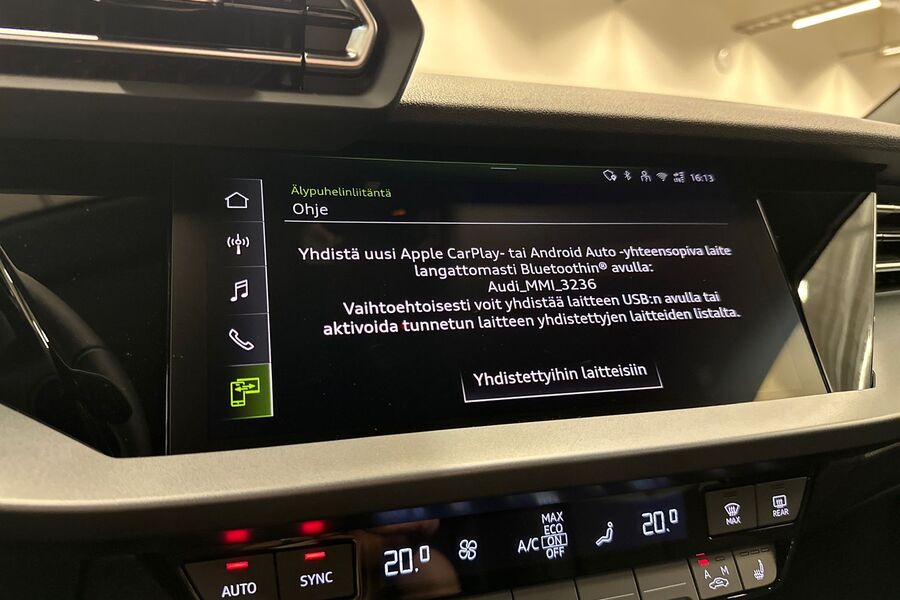 16:13
Älypuhelinliitäntä
Ohje
Yhdistä uusi Apple CarPlay- tai Android Auto -yhteensopiva laite
langattomasti Bluetoothin® avulla:
Audi_MMI_3236
Vaihtoehtoisesti voit yhdistää laitteen USB:n avulla tai
aktivoida tunnetun laitteen yhdistettyjen laitteiden listalta.
Yhdistettyihin laitteisiin
MAX
REAR
AUTO
SYNC
20.0
A/C
MAX
ECO
ON
OFF
20.0
A M